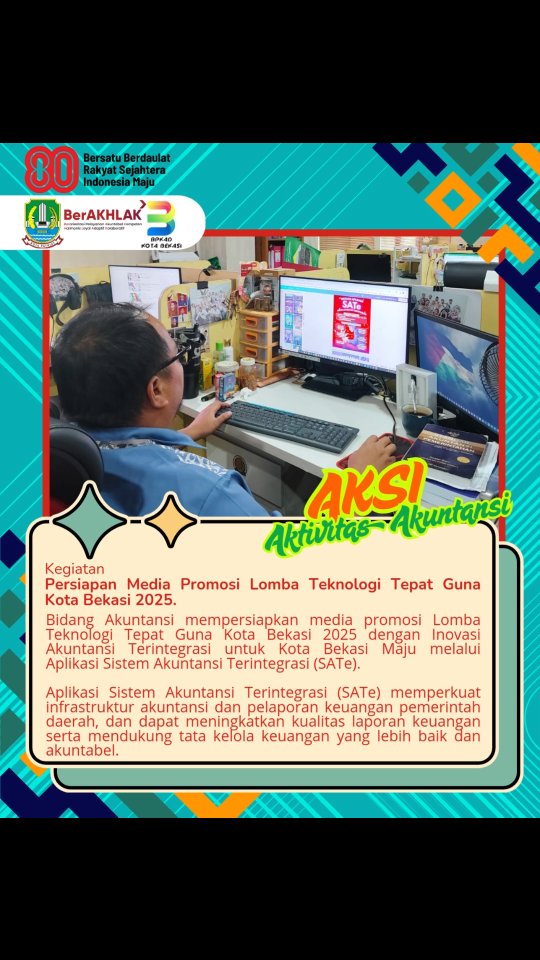 80
Bersatu Berdaulat
Rakyat Sejahtera
Indonesia Maju
BerAKHLAK
BPKAD
KOTA BEKASI
SATe
AKSI
Aktivitas Akuntansi
Kegiatan
Persiapan Media Promosi Lomba Teknologi Tepat Guna
Kota Bekasi 2025.
Bidang Akuntansi mempersiapkan media promosi Lomba
Teknologi Tepat Guna Kota Bekasi 2025 dengan Inovasi
Akuntansi Terintegrasi untuk Kota Bekasi Maju melalui
Aplikasi Sistem Akuntansi Terintegrasi (SATe).
Aplikasi Sistem Akuntansi Terintegrasi (SATe) memperkuat
infrastruktur akuntansi dan pelaporan keuangan pemerintah
daerah, dan dapat meningkatkan kualitas laporan keuangan
serta mendukung tata kelola keuangan yang lebih baik dan
akuntabel.